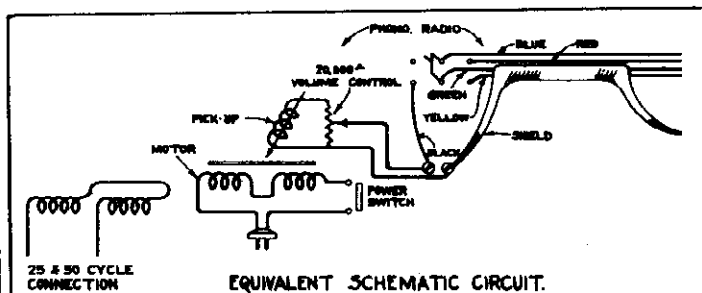 PHONO. RADIO
BLUE
RED
20,000ᴖ
VOLUME CONTROL
GREEN
PICK-UP
YELLOW
SHIELD
MOTOR
BLACK
POWER
SWITCH
25 & 50 CYCLE
CONNECTION
EQUIVALENT SCHEMATIC CIRCUIT.